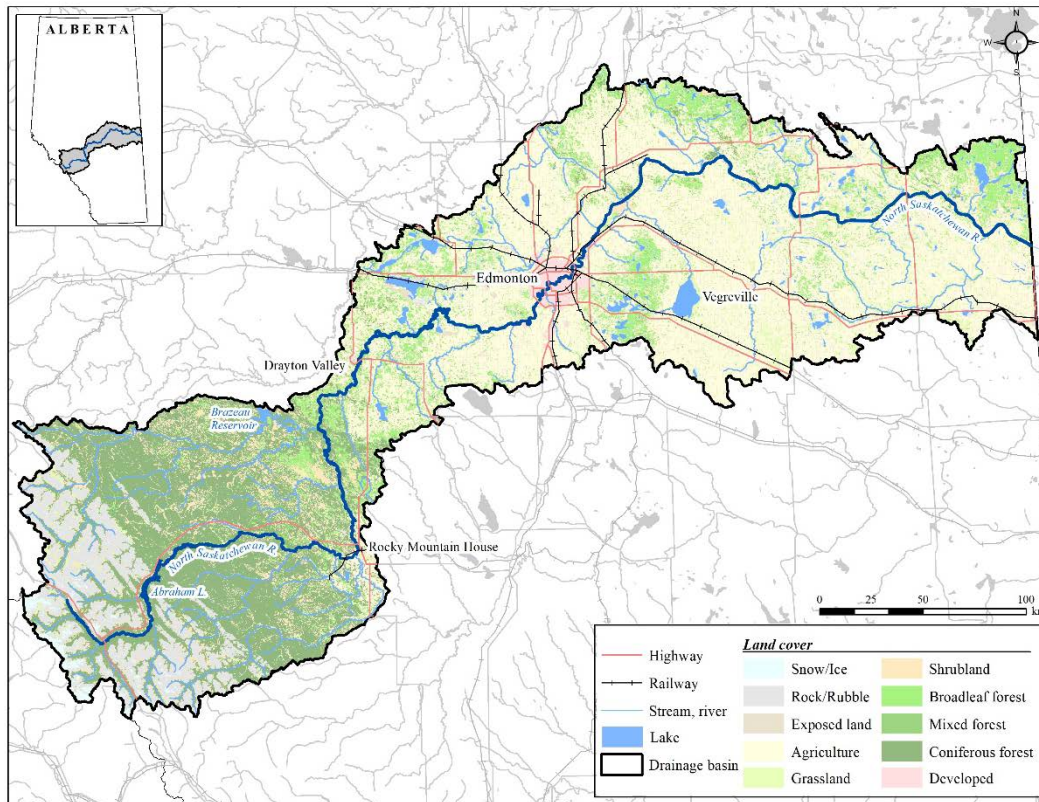 ALBERTA
N
W
S
North Saskatchewan R.
Edmonton
Vegreville
Drayton Valley
Brazeau
Reservoir
Rocky Mountain House
North Saskatchewan R.
Abraham L.
0 25 50 100
km
Highway
Railway
Stream, river
Lake
Drainage basin
Land cover
Snow/Ice
Rock/Rubble
Exposed land
Agriculture
Grassland
Shrubland
Broadleaf forest
Mixed forest
Coniferous forest
Developed